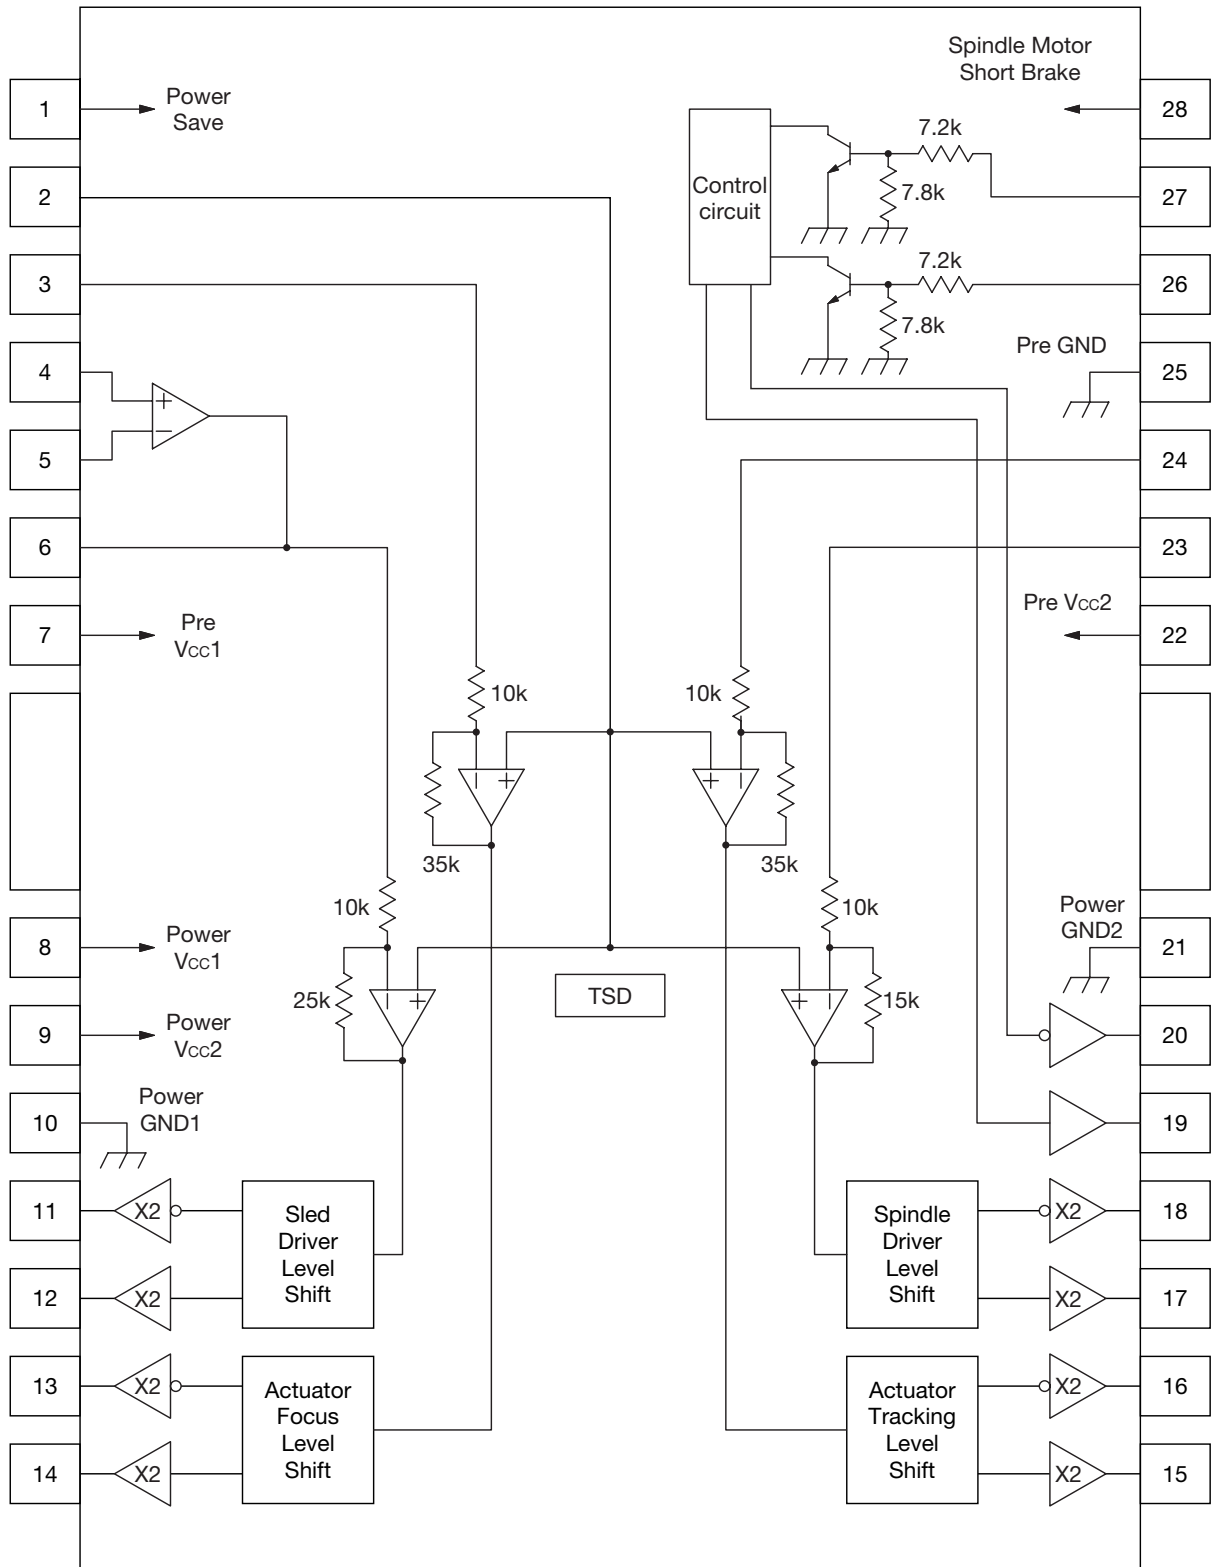 1
Power
Save
2
3
4
+
−
5
6
7
Pre
Vcc1
8
Power
Vcc1
9
Power
Vcc2
10
Power
GND1
11
X2
12
X2
13
X2
14
X2
Sled
Driver
Level
Shift
Actuator
Focus
Level
Shift
10k
− +
35k
10k
25k
− +
TSD
10k
+ −
35k
10k
+ −
15k
Control
circuit
7.2k
7.8k
7.2k
7.8k
Spindle Motor
Short Brake
28
27
26
Pre GND
25
24
23
Pre Vcc2
22
Power
GND2
21
20
19
Spindle
Driver
Level
Shift
X2
18
X2
17
Actuator
Tracking
Level
Shift
X2
16
X2
15